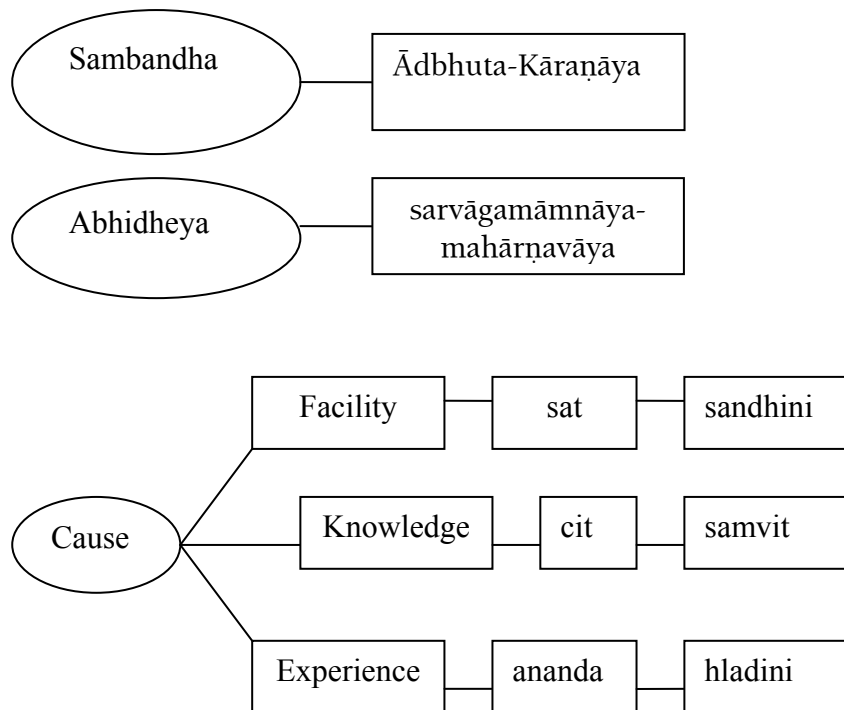 Sambandha
Ādbhuta-Kāraṇāya
Abhidheya
sarvāgamāmnāya-
mahārṇavāya
Facility
sat
sandhini
Cause
Knowledge
cit
samvit
Experience
ananda
hladini